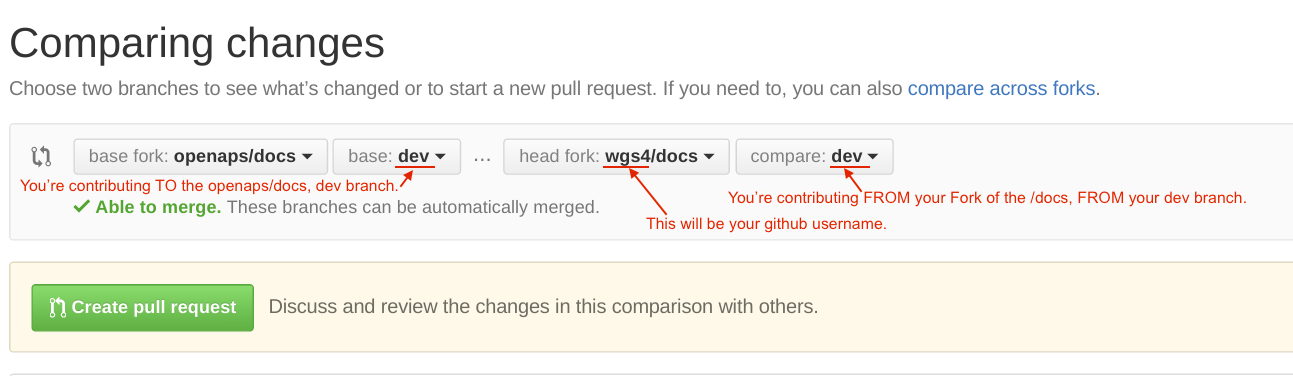 Comparing changes
Choose two branches to see what's changed or to start a new pull request. If you need to, you can also compare across forks.
base fork: openaps/docs base: dev ... head fork: wgs4/docs compare: dev
You're contributing TO the openaps/docs, dev branch.
You're contributing FROM your Fork of the /docs, FROM your dev branch.
Able to merge. These branches can be automatically merged.
This will be your github username.
Create pull request Discuss and review the changes in this comparison with others.